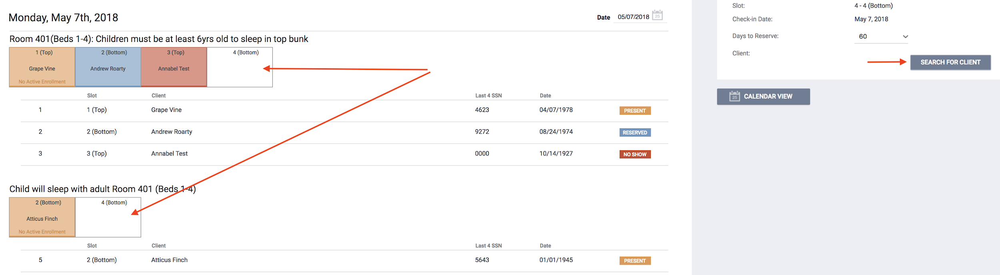 Monday, May 7th, 2018
Date 05/07/2018 25
Room 401(Beds 1-4): Children must be at least 6yrs old to sleep in top bunk
1 (Top) 2 (Bottom) 3 (Top) 4 (Bottom)
Grape Vine Andrew Roarty Annabel Test
No Active Enrollment
Slot Client Last 4 SSN Date
1 1 (Top) Grape Vine 4623 04/07/1978 PRESENT
2 2 (Bottom) Andrew Roarty 9272 08/24/1974 RESERVED
3 3 (Top) Annabel Test 0000 10/14/1927 NO SHOW
Child will sleep with adult Room 401 (Beds 1-4)
2 (Bottom) 4 (Bottom)
Atticus Finch
No Active Enrollment
Slot Client Last 4 SSN Date
5 2 (Bottom) Atticus Finch 5643 01/01/1945 PRESENT
Slot: 4 - 4 (Bottom)
Check-in Date: May 7, 2018
Days to Reserve: 60
Client:
SEARCH FOR CLIENT
25 CALENDAR VIEW